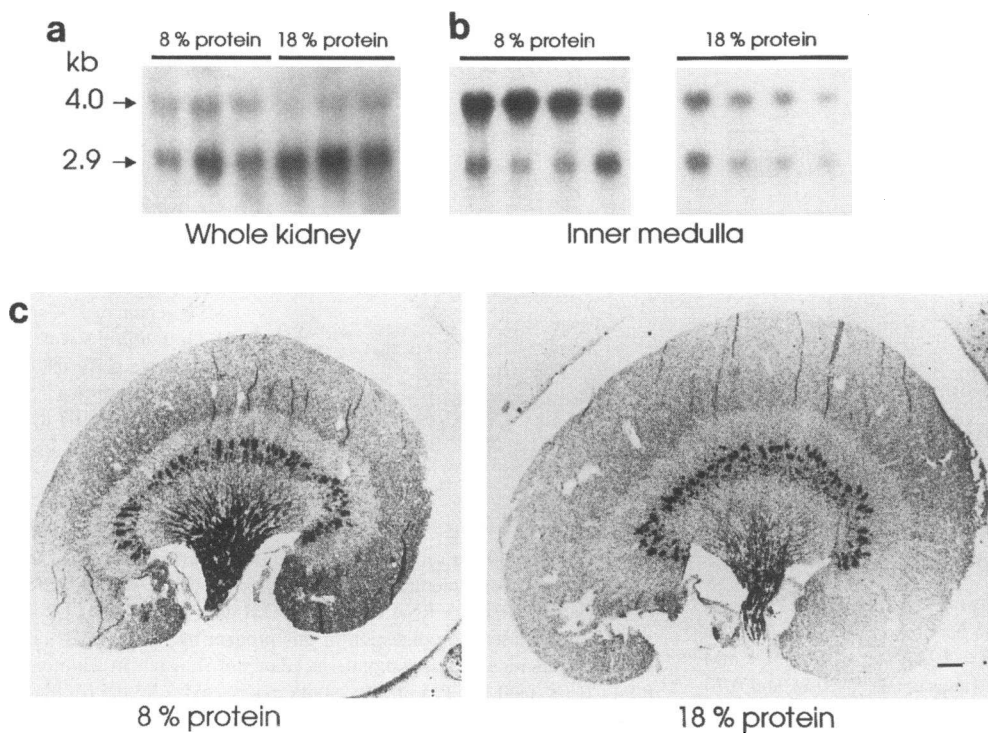 a
8 % protein 18 % protein
kb
4.0 →
2.9 →
Whole kidney
b
8 % protein 18 % protein
Inner medulla
c
8 % protein 18 % protein